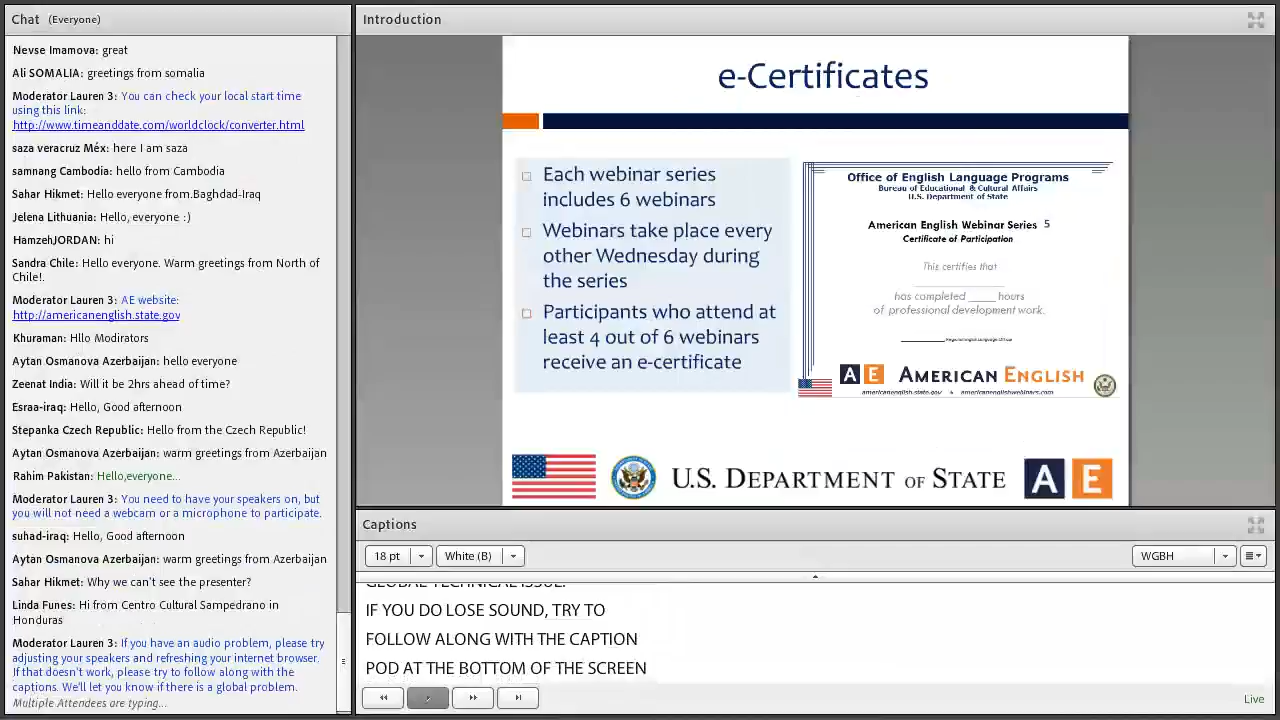 Chat (Everyone)
Nevse Imamova: great
Ali SOMALIA: greetings from somalia
Moderator Lauren 3: You can check your local start time
using this link:
http://www.timeanddate.com/worldclock/converter.html
saza veracruz Méx: here I am saza
samnang Cambodia: hello from Cambodia
Sahar Hikmet: Hello everyone from Baghdad-Iraq
Jelena Lithuania: Hello, everyone :)
HamzehJORDAN: hi
Sandra Chile: Hello everyone. Warm greetings from North of
Chile!.
Moderator Lauren 3: AE website:
http://americanenglish.state.gov
Khuraman: Hllo Modirators
Aytan Osmanova Azerbaijan: hello everyone
Zeenat India: Will it be 2hrs ahead of time?
Esraa-iraq: Hello, Good afternoon
Stepanka Czech Republic: Hello from the Czech Republic!
Aytan Osmanova Azerbaijan: warm greetings from Azerbaijan
Rahim Pakistan: Hello,everyone...
Moderator Lauren 3: You need to have your speakers on, but
you will not need a webcam or a microphone to participate.
suhad-iraq: Hello, Good afternoon
Aytan Osmanova Azerbaijan: warm greetings from Azerbaijan
Sahar Hikmet: Why we can't see the presenter?
Linda Funes: Hi from Centro Cultural Sampedrano in
Honduras
Moderator Lauren 3: If you have an audio problem, please try
adjusting your speakers and refreshing your internet browser.
If that doesn't work, please try to follow along with the
captions. We'll let you know if there is a global problem.
Multiple Attendees are typing...
Introduction
e-Certificates
Each webinar series
includes 6 webinars
Webinars take place every
other Wednesday during
the series
Participants who attend at
least 4 out of 6 webinars
receive an e-certificate
Office of English Language Programs
Bureau of Educational & Cultural Affairs
U.S. Department of State
American English Webinar Series 5
Certificate of Participation
This certifies that
has completed ____ hours
of professional development work.
Regional English Language Officer
AE AMERICAN ENGLISH
americanenglish.state.gov • americanenglishwebinars.com
U.S. DEPARTMENT OF STATE AE
Captions
18 pt White (B) WGBH
GLOBAL TECHNICAL ISSUE.
IF YOU DO LOSE SOUND, TRY TO
FOLLOW ALONG WITH THE CAPTION
POD AT THE BOTTOM OF THE SCREEN
Live